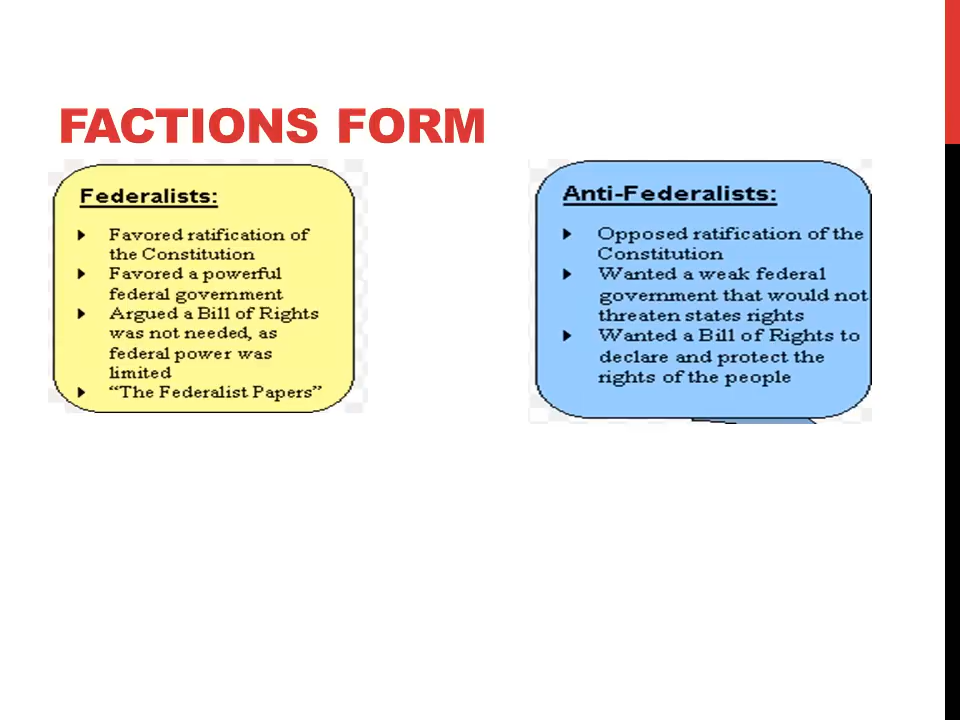 FACTIONS FORM
Federalists:
Favored ratification of
the Constitution
Favored a powerful
federal government
Argued a Bill of Rights
was not needed, as
federal power was
limited
“The Federalist Papers”
Anti-Federalists:
Opposed ratification of the
Constitution
Wanted a weak federal
government that would not
threaten states rights
Wanted a Bill of Rights to
declare and protect the
rights of the people